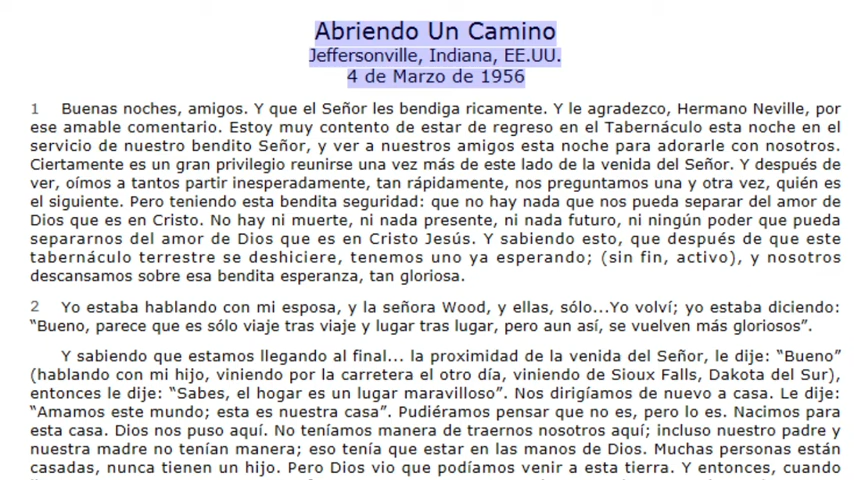 Abriendo Un Camino
Jeffersonville, Indiana, EE.UU.
4 de Marzo de 1956
1 Buenas noches, amigos. Y que el Señor les bendiga ricamente. Y le agradezco, Hermano Neville, por
ese amable comentario. Estoy muy contento de estar de regreso en el Tabernáculo esta noche en el
servicio de nuestro bendito Señor, y ver a nuestros amigos esta noche para adorarle con nosotros.
Ciertamente es un gran privilegio reunirse una vez más de este lado de la venida del Señor. Y después de
ver, oímos a tantos partir inesperadamente, tan rápidamente, nos preguntamos una y otra vez, quién es
el siguiente. Pero teniendo esta bendita seguridad: que no hay nada que nos pueda separar del amor de
Dios que es en Cristo. No hay ni muerte, ni nada presente, ni nada futuro, ni ningún poder que pueda
separarnos del amor de Dios que es en Cristo Jesús. Y sabiendo esto, que después de que este
tabernáculo terrestre se deshiciere, tenemos uno ya esperando; (sin fin, activo), y nosotros
descansamos sobre esa bendita esperanza, tan gloriosa.
2 Yo estaba hablando con mi esposa, y la señora Wood, y ellas, sólo...Yo volví; yo estaba diciendo:
“Bueno, parece que es sólo viaje tras viaje y lugar tras lugar, pero aun así, se vuelven más gloriosos”.
Y sabiendo que estamos llegando al final... la proximidad de la venida del Señor, le dije: “Bueno”
(hablando con mi hijo, viniendo por la carretera el otro día, viniendo de Sioux Falls, Dakota del Sur),
entonces le dije: “Sabes, el hogar es un lugar maravilloso”. Nos dirigíamos de nuevo a casa. Le dije:
“Amamos este mundo; esta es nuestra casa”. Pudiéramos pensar que no es, pero lo es. Nacimos para
esta casa. Dios nos puso aquí. No teníamos manera de traernos nosotros aquí; incluso nuestro padre y
nuestra madre no tenían manera; eso tenía que estar en las manos de Dios. Muchas personas están
casadas, nunca tienen un hijo. Pero Dios vio que podíamos venir a esta tierra. Y entonces, cuando